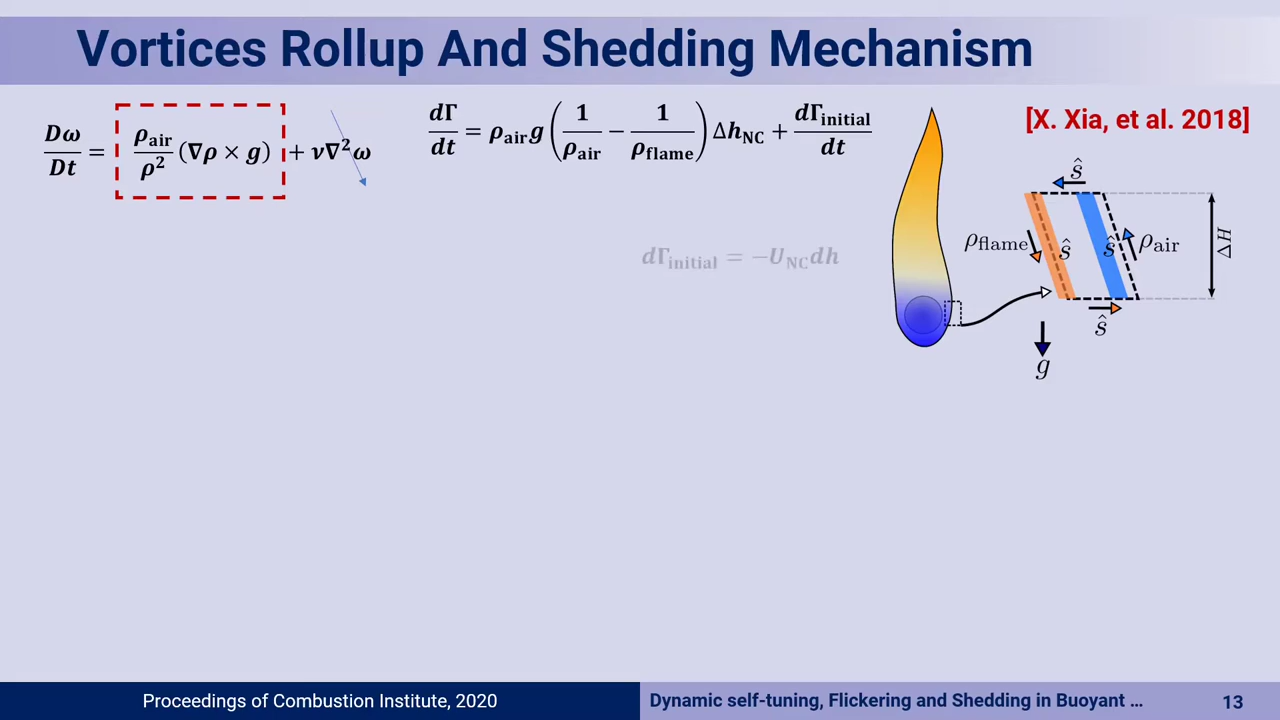 Vortices Rollup And Shedding Mechanism
Dω/Dt = ρair/ρ² (∇ρ × g) + ν∇²ω
dΓ/dt = ρair g (1/ρair − 1/ρflame) ΔhNC + dΓinitial/dt
[X. Xia, et al. 2018]
dΓinitial = −UNC dh
ŝ
ρflame
ŝ
ŝ
ρair
ΔH
ŝ
g
Proceedings of Combustion Institute, 2020
Dynamic self-tuning, Flickering and Shedding in Buoyant ...
13